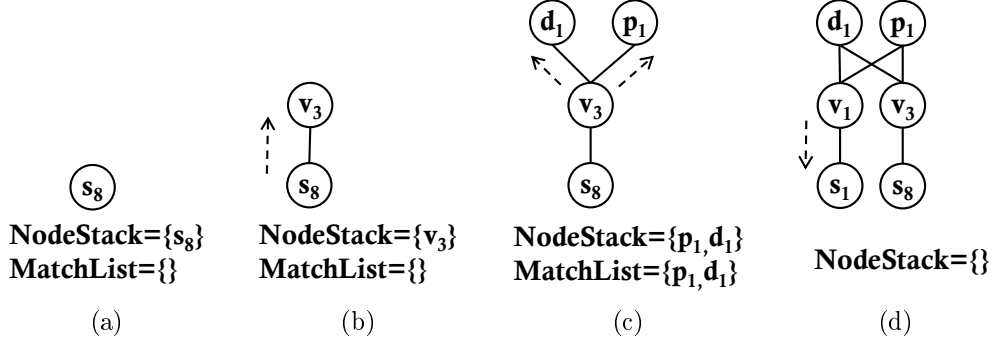 s8
NodeStack={s8}
MatchList={}
(a)
v3
s8
NodeStack={v3}
MatchList={}
(b)
d1 p1
v3
s8
NodeStack={p1,d1}
MatchList={p1,d1}
(c)
d1 p1
v1 v3
s1 s8
NodeStack={}
(d)